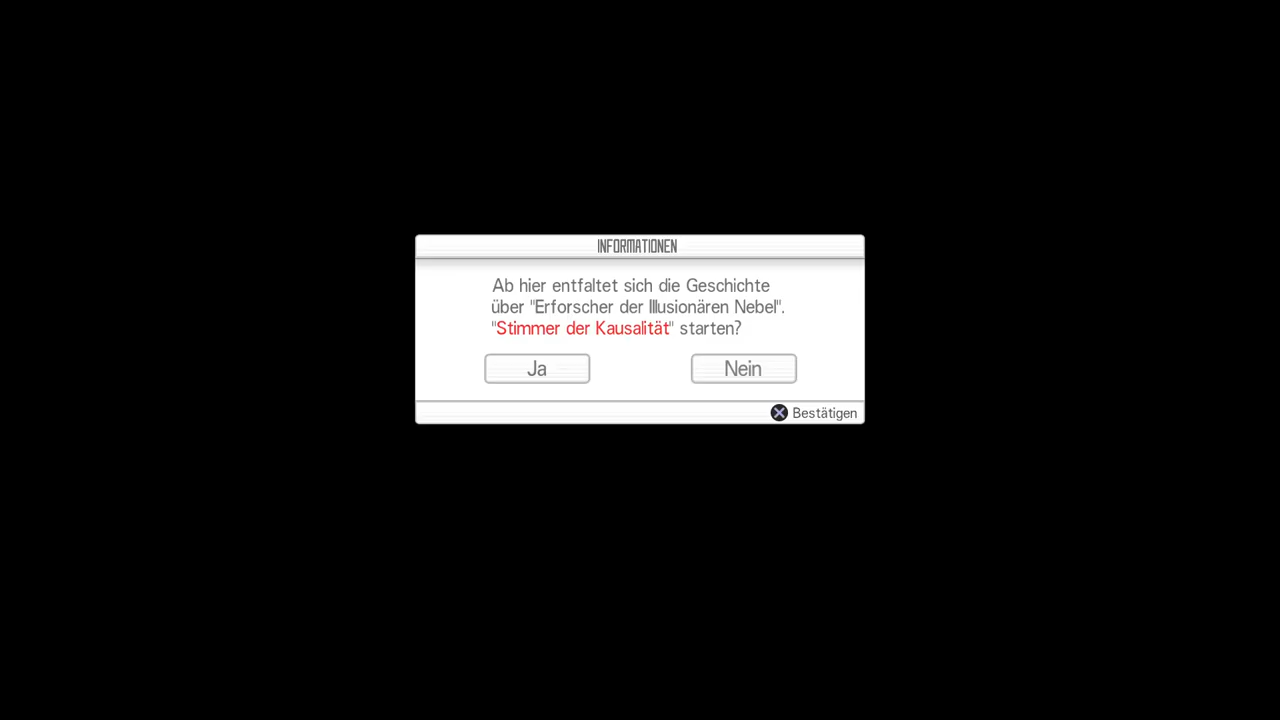 INFORMATIONEN
Ab hier entfaltet sich die Geschichte
über "Erforscher der Illusionären Nebel".
"Stimmer der Kausalität" starten?
Ja
Nein
Bestätigen